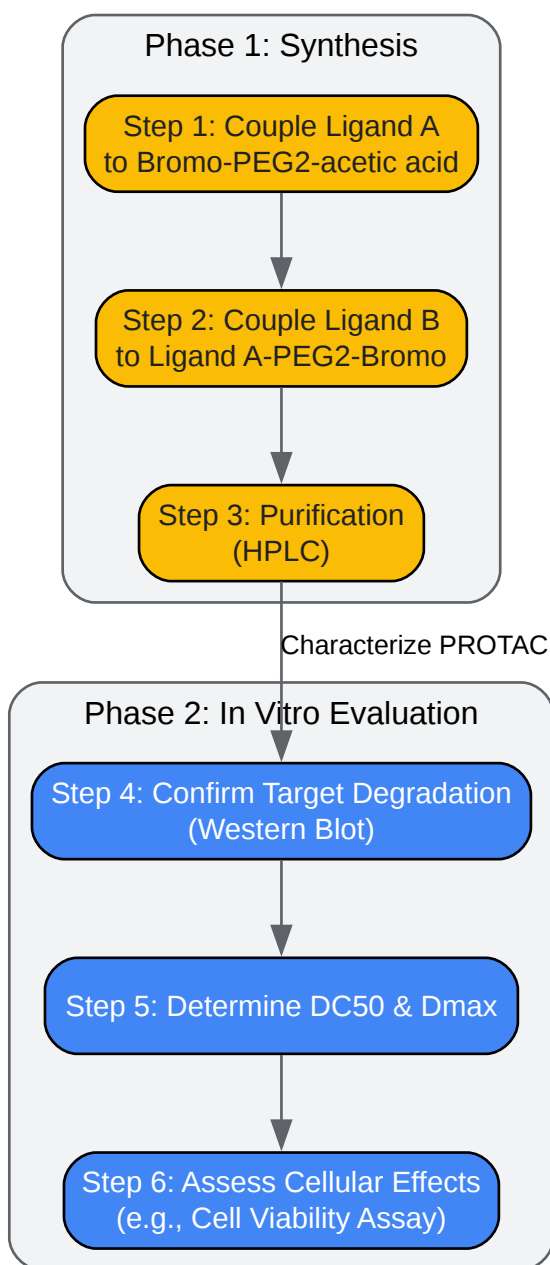 Phase 1: Synthesis
Step 1: Couple Ligand A
to Bromo-PEG2-acetic acid
Step 2: Couple Ligand B
to Ligand A-PEG2-Bromo
Step 3: Purification
(HPLC)
Characterize PROTAC
Phase 2: In Vitro Evaluation
Step 4: Confirm Target Degradation
(Western Blot)
Step 5: Determine DC50 & Dmax
Step 6: Assess Cellular Effects
(e.g., Cell Viability Assay)